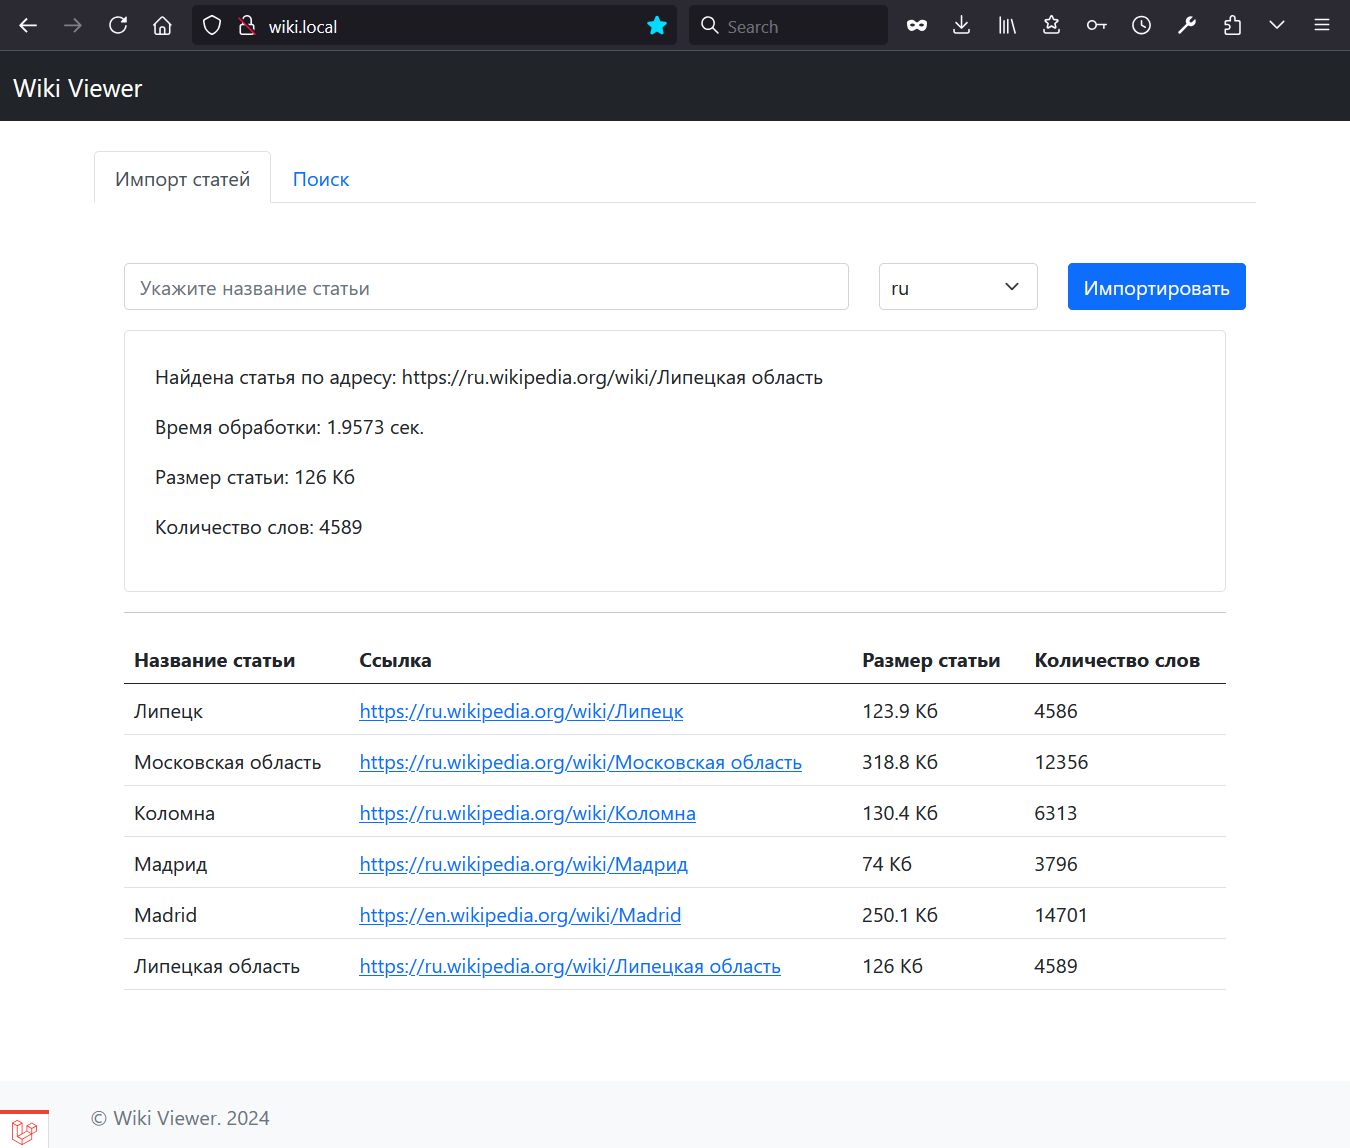 wiki.local
Search
Wiki Viewer
Импорт статей
Поиск
Укажите название статьи
ru
Импортировать
Найдена статья по адресу: https://ru.wikipedia.org/wiki/Липецкая область
Время обработки: 1.9573 сек.
Размер статьи: 126 Кб
Количество слов: 4589
Название статьи Ссылка Размер статьи Количество слов
Липецк https://ru.wikipedia.org/wiki/Липецк 123.9 Кб 4586
Московская область https://ru.wikipedia.org/wiki/Московская область 318.8 Кб 12356
Коломна https://ru.wikipedia.org/wiki/Коломна 130.4 Кб 6313
Мадрид https://ru.wikipedia.org/wiki/Мадрид 74 Кб 3796
Madrid https://en.wikipedia.org/wiki/Madrid 250.1 Кб 14701
Липецкая область https://ru.wikipedia.org/wiki/Липецкая область 126 Кб 4589
© Wiki Viewer. 2024